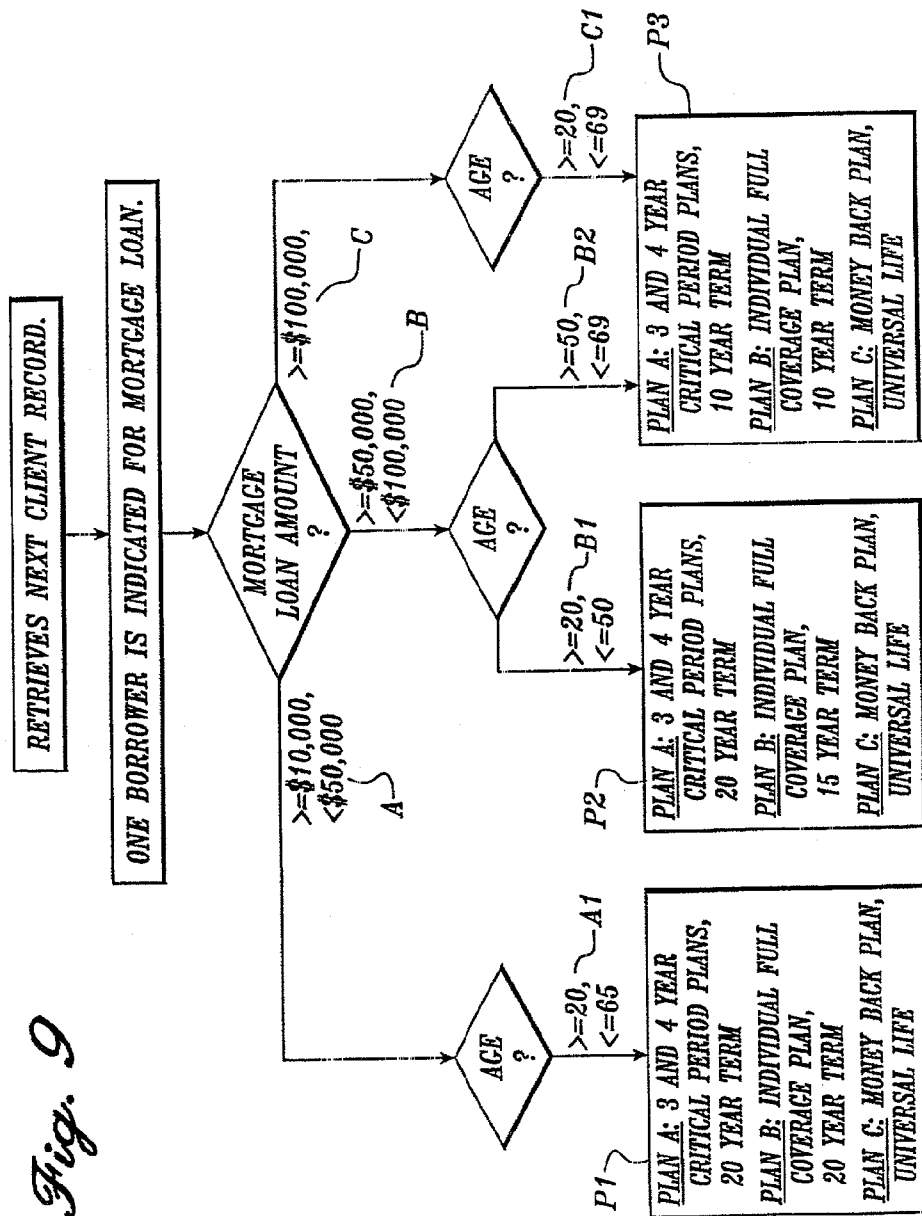 Fig. 9
RETRIEVES NEXT CLIENT RECORD.
ONE BORROWER IS INDICATED FOR MORTGAGE LOAN.
MORTGAGE
LOAN AMOUNT
?
>=$10,000,
<$50,000
A
>=$50,000,
<$100,000
B
>=$100,000,
C
AGE
?
>=20,
<=65
A1
AGE
?
>=20,
<=50
B1
>=50,
<=69
B2
AGE
?
>=20,
<=69
C1
P1
PLAN A: 3 AND 4 YEAR
CRITICAL PERIOD PLANS,
20 YEAR TERM
PLAN B: INDIVIDUAL FULL
COVERAGE PLAN,
20 YEAR TERM
PLAN C: MONEY BACK PLAN,
UNIVERSAL LIFE
P2
PLAN A: 3 AND 4 YEAR
CRITICAL PERIOD PLANS,
20 YEAR TERM
PLAN B: INDIVIDUAL FULL
COVERAGE PLAN,
15 YEAR TERM
PLAN C: MONEY BACK PLAN,
UNIVERSAL LIFE
P3
PLAN A: 3 AND 4 YEAR
CRITICAL PERIOD PLANS,
10 YEAR TERM
PLAN B: INDIVIDUAL FULL
COVERAGE PLAN,
10 YEAR TERM
PLAN C: MONEY BACK PLAN,
UNIVERSAL LIFE